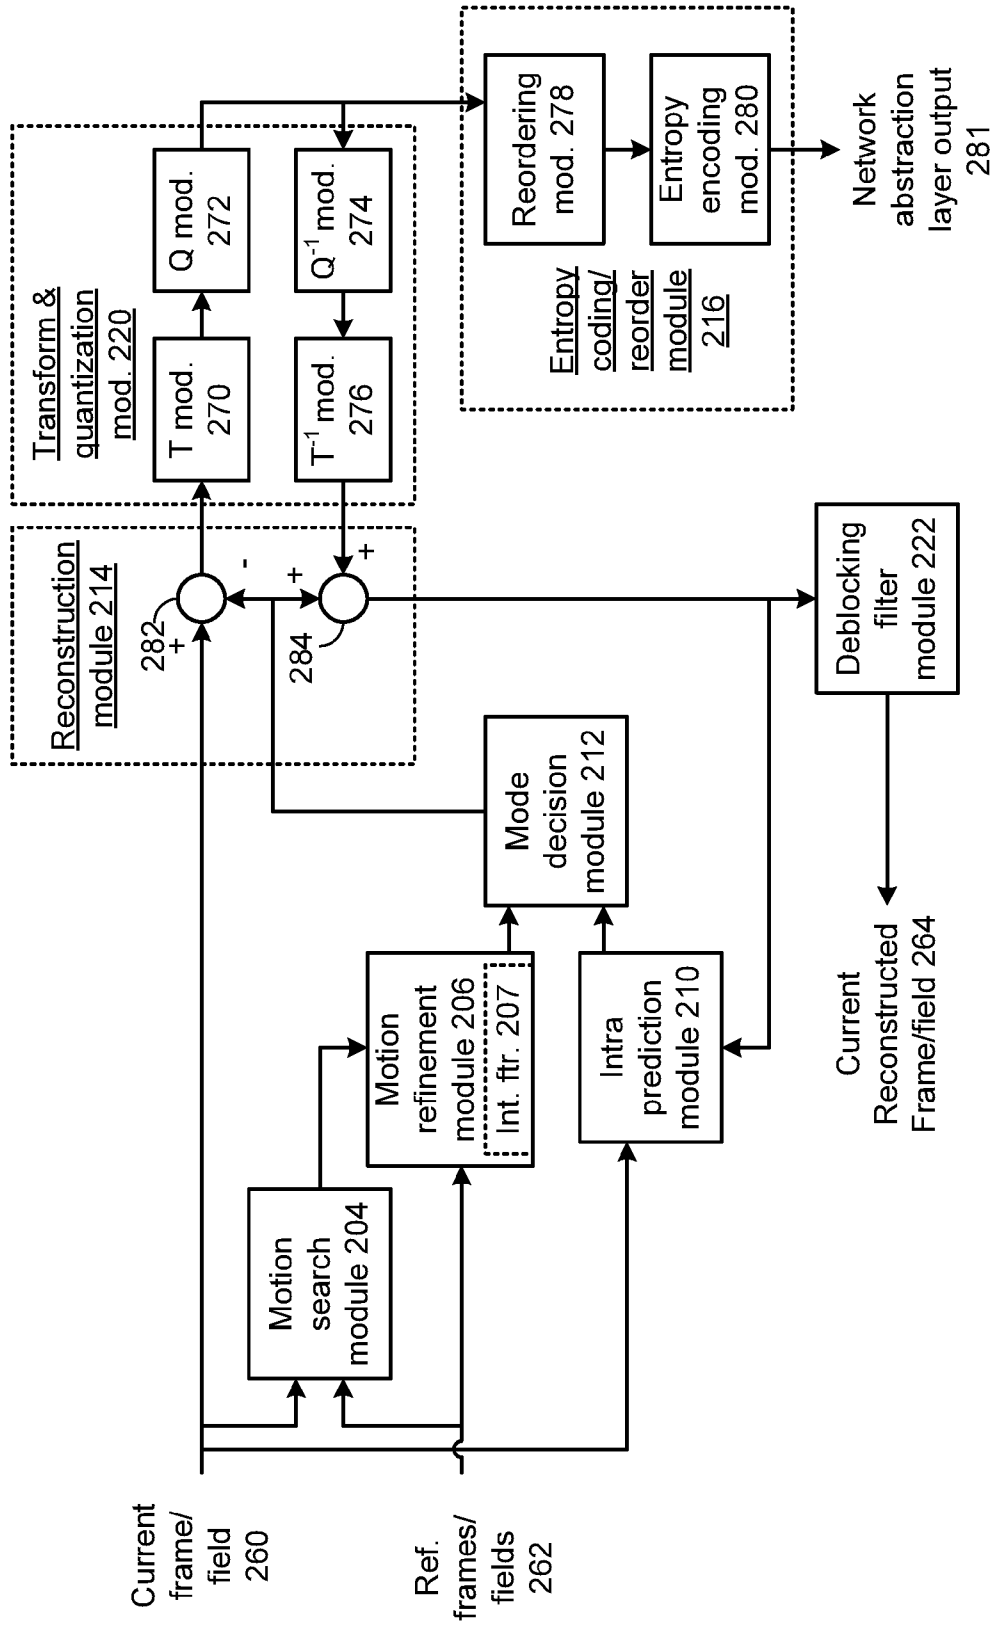 Current
frame/
field
260
Ref.
frames/
fields
262
Motion
search
module 204
Motion
refinement
module 206
Int. ftr. 207
Intra
prediction
module 210
Mode
decision
module 212
Reconstruction
module 214
282
+
-
284
+
+
Transform &
quantization
mod. 220
T mod.
270
Q mod.
272
Q-1 mod.
274
T-1 mod.
276
Entropy
coding/
reorder
module
216
Reordering
mod. 278
Entropy
encoding
mod. 280
Network
abstraction
layer output
281
Deblocking
filter
module 222
Current
Reconstructed
Frame/field 264